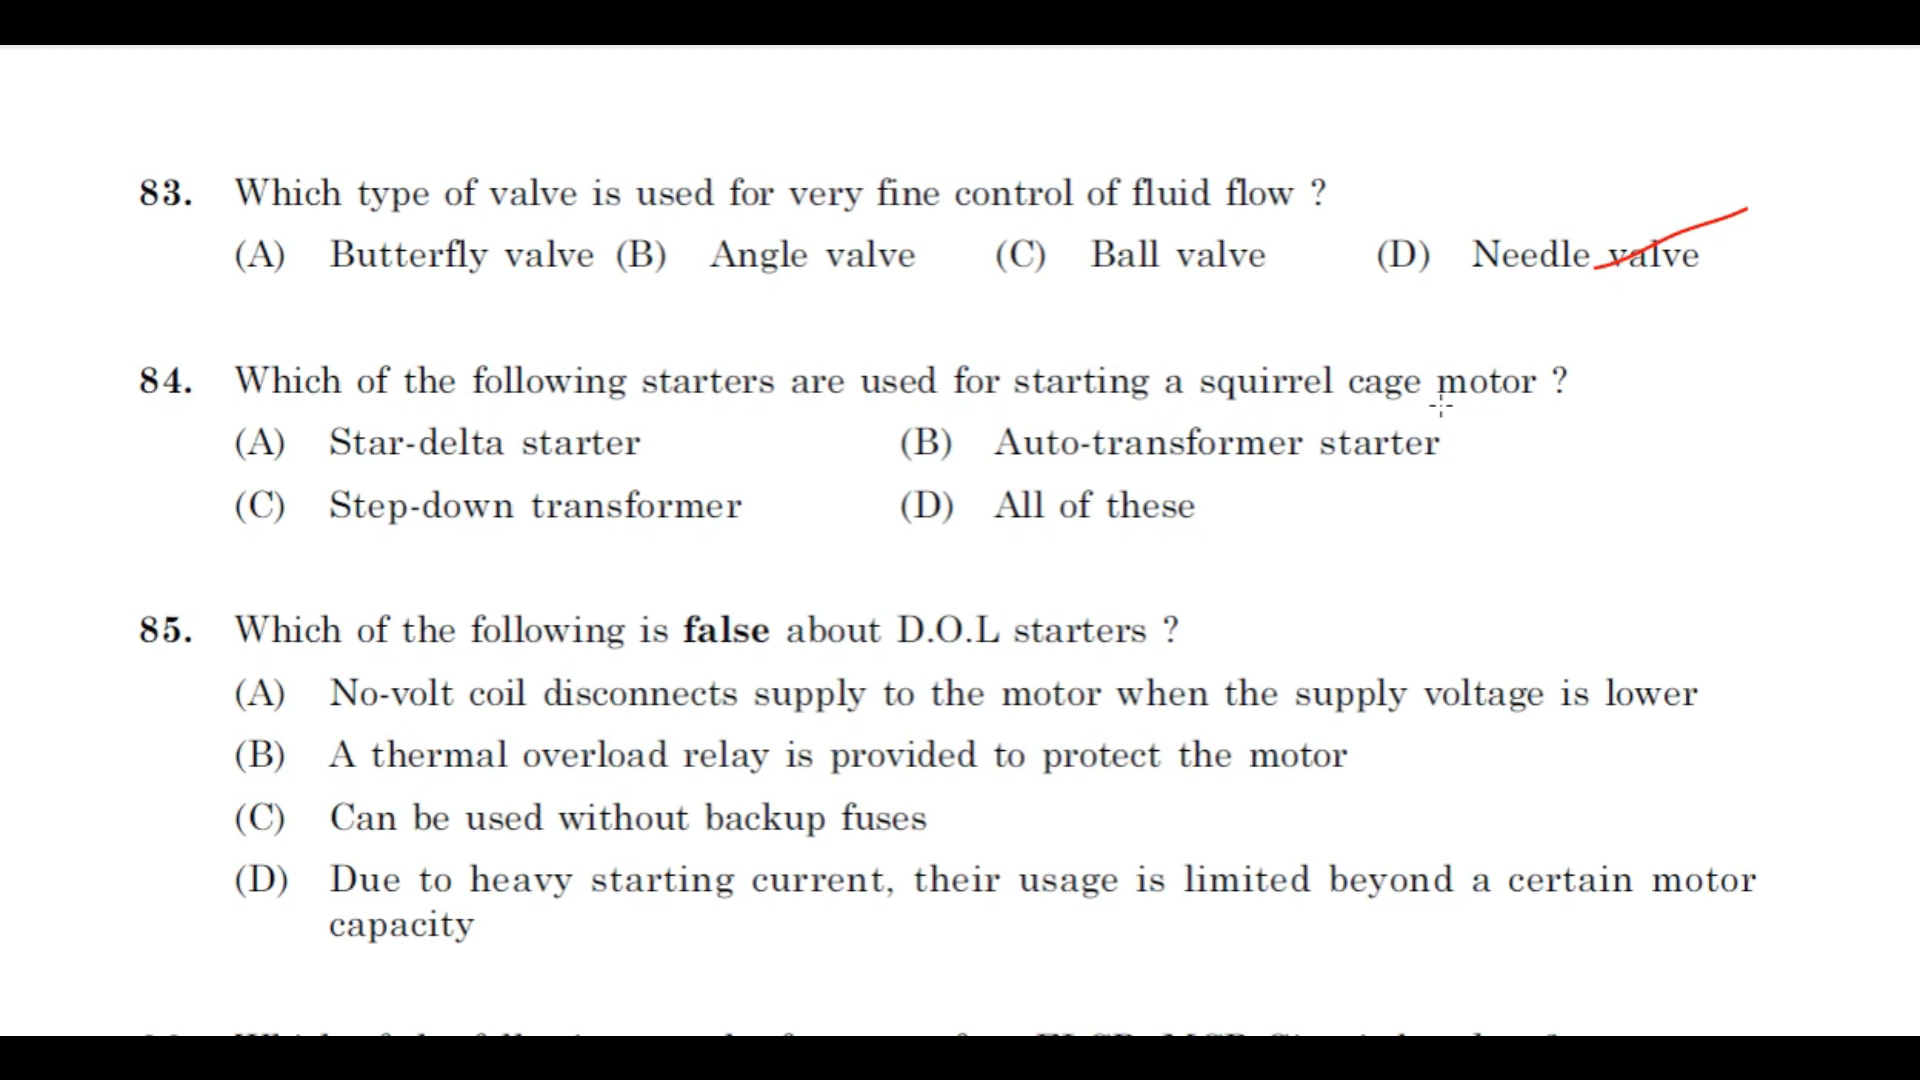 83. Which type of valve is used for very fine control of fluid flow ?
(A) Butterfly valve (B) Angle valve (C) Ball valve (D) Needle valve
84. Which of the following starters are used for starting a squirrel cage motor ?
(A) Star-delta starter (B) Auto-transformer starter
(C) Step-down transformer (D) All of these
85. Which of the following is false about D.O.L starters ?
(A) No-volt coil disconnects supply to the motor when the supply voltage is lower
(B) A thermal overload relay is provided to protect the motor
(C) Can be used without backup fuses
(D) Due to heavy starting current, their usage is limited beyond a certain motor
capacity